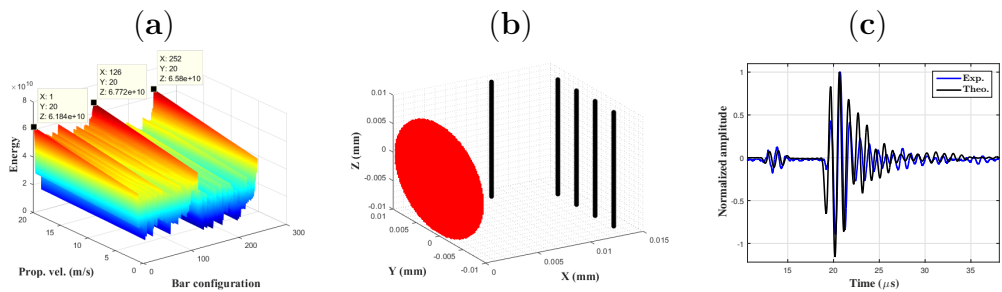 (a)
×10^10
8
6
4
2
0
Energy
20
15
10
5
0
Prop. vel. (m/s)
0
100
200
300
Bar configuration
X: 1
Y: 20
Z: 6.184e+10
X: 126
Y: 20
Z: 6.772e+10
X: 252
Y: 20
Z: 6.58e+10
(b)
0.01
0.005
0
-0.005
-0.01
Z (mm)
0.01
0.005
0
-0.005
-0.01
Y (mm)
0
0.005
0.01
0.015
X (mm)
(c)
1
0.5
0
-0.5
-1
Normalized amplitude
15
20
25
30
35
Time (μs)
Exp.
Theo.